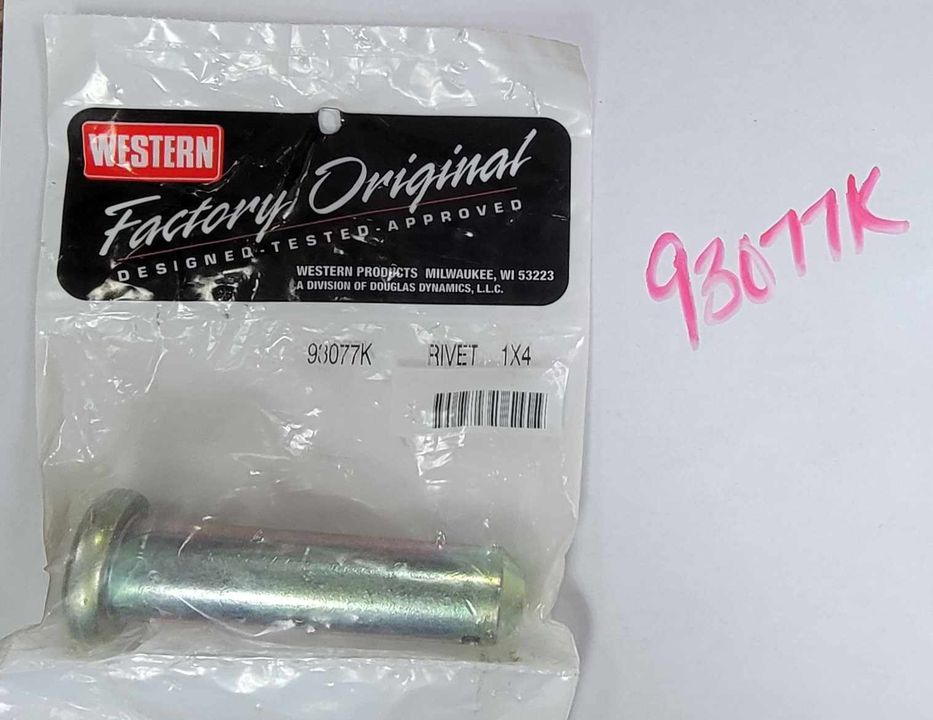 WESTERN
Factory Original
DESIGNED-TESTED-APPROVED
WESTERN PRODUCTS MILWAUKEE, WI 53223
A DIVISION OF DOUGLAS DYNAMICS, L.L.C.
93077K RIVET 1X4
93077K